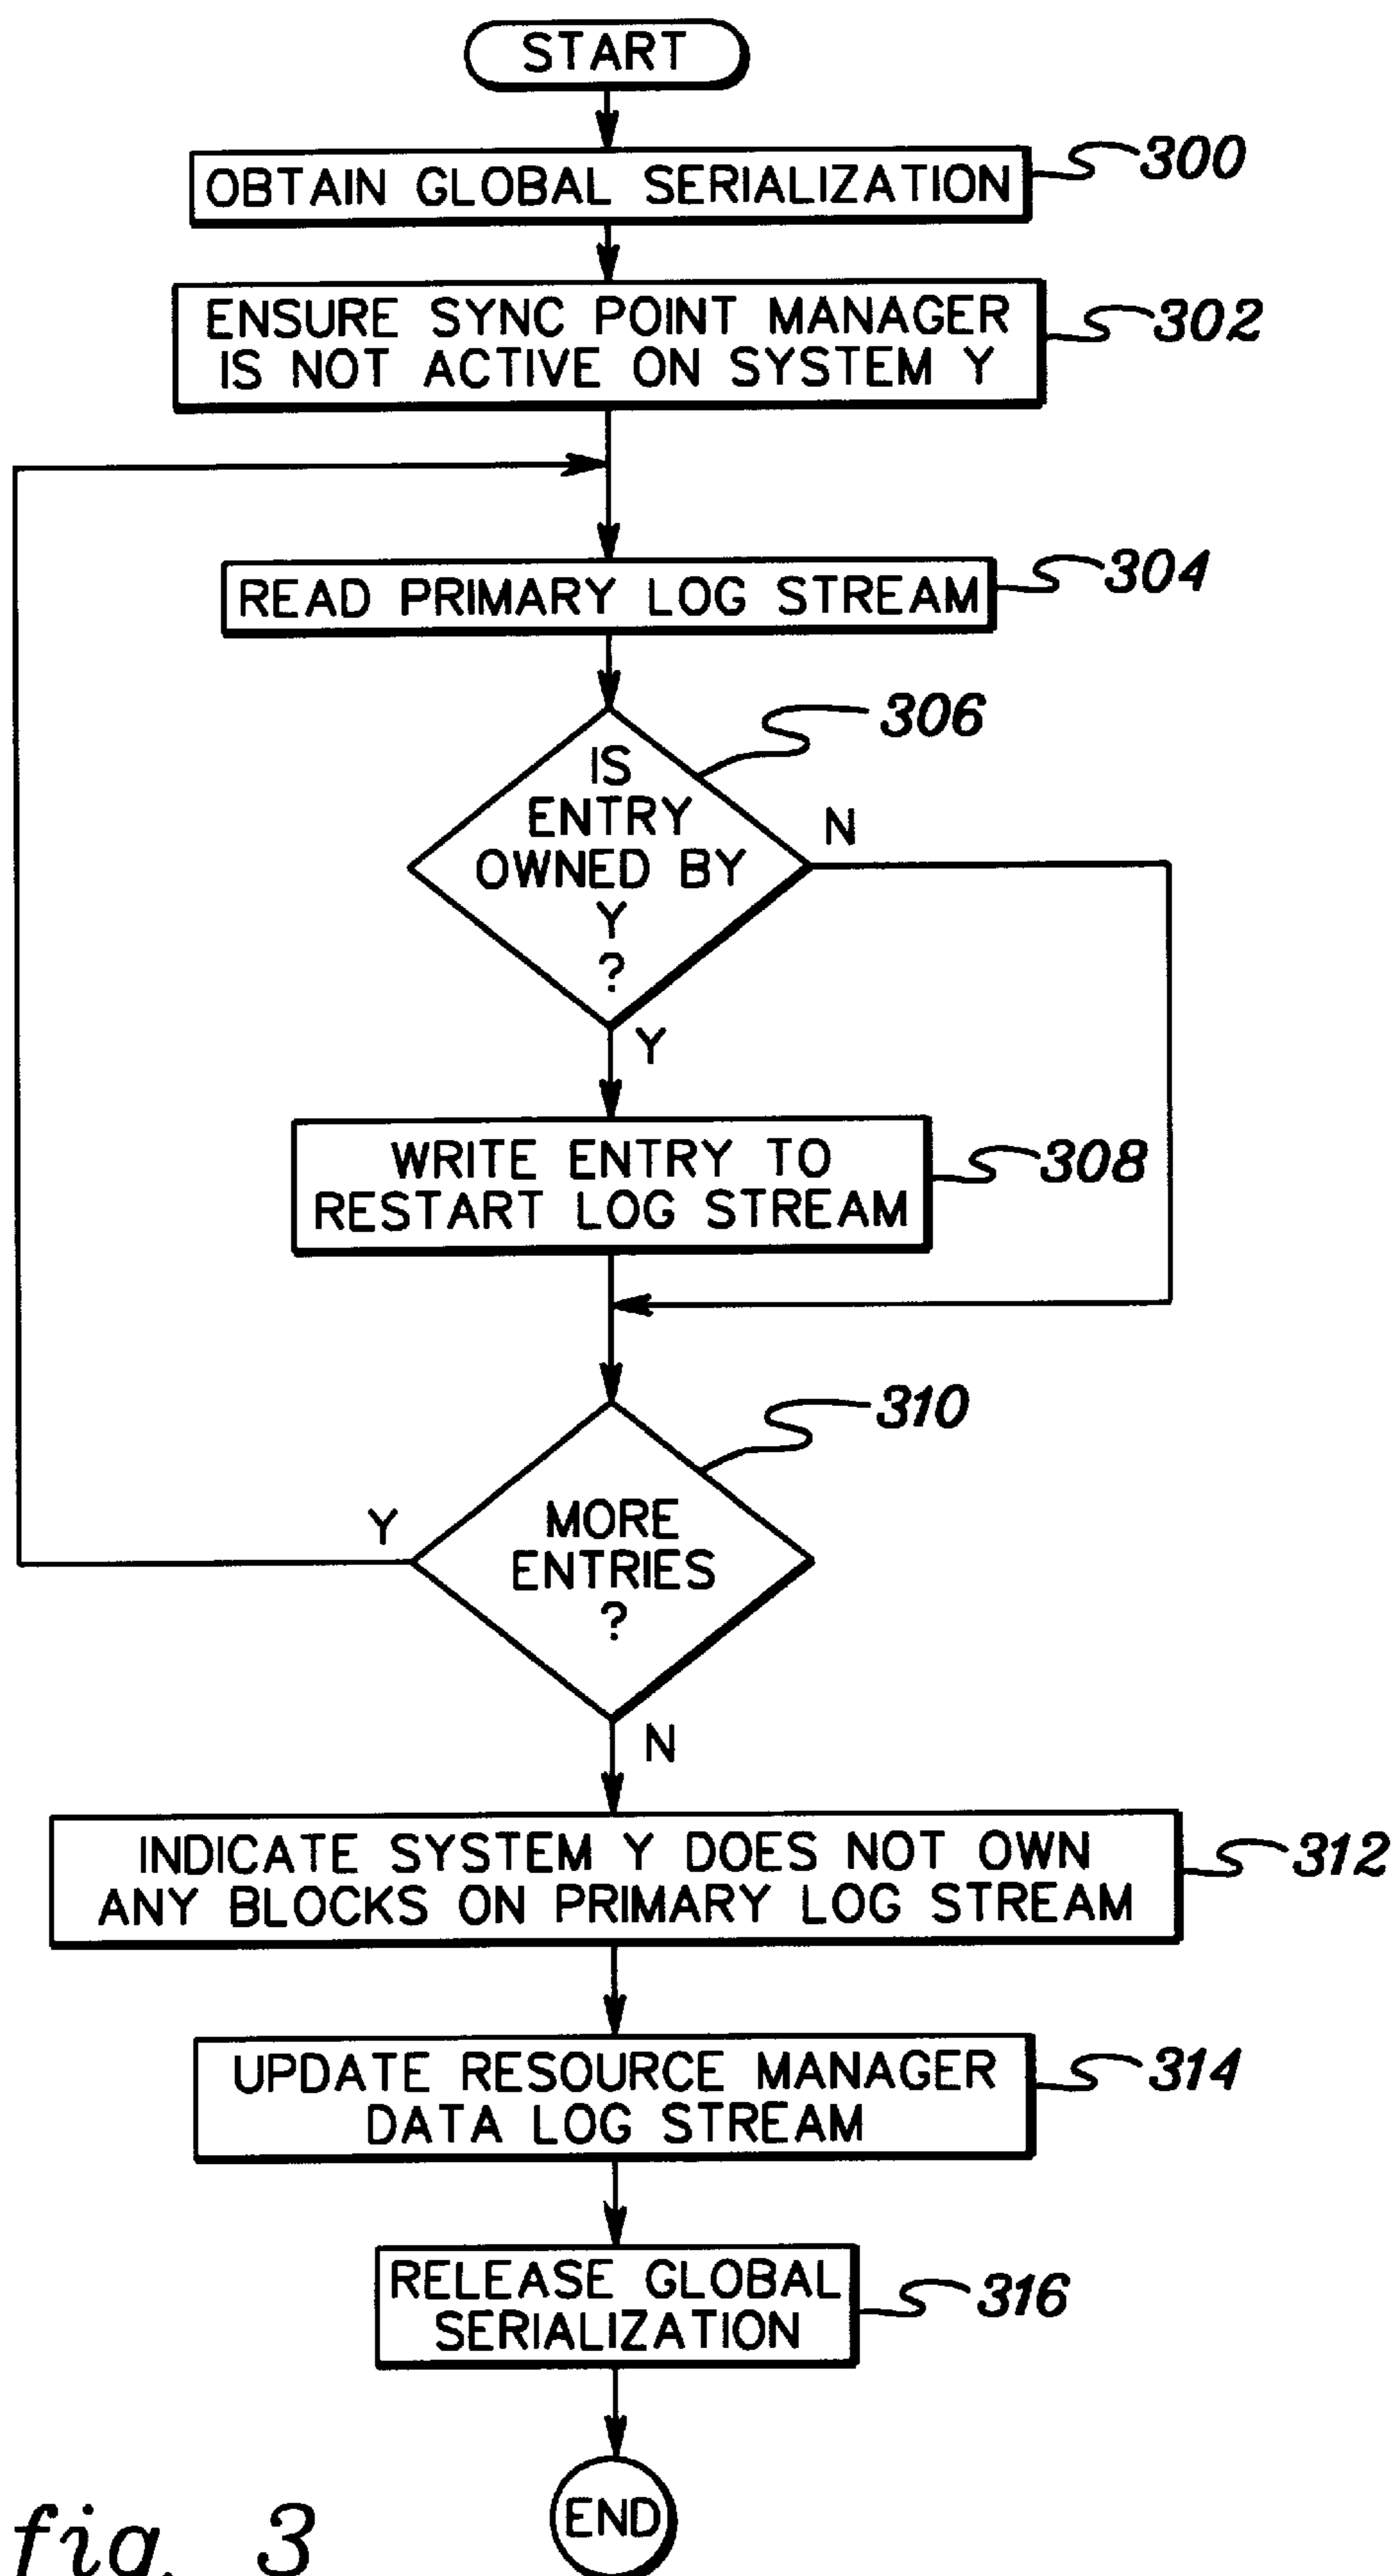 START
OBTAIN GLOBAL SERIALIZATION
300
ENSURE SYNC POINT MANAGER
IS NOT ACTIVE ON SYSTEM Y
302
READ PRIMARY LOG STREAM
304
306
IS
ENTRY
OWNED BY
Y
?
N
Y
WRITE ENTRY TO
RESTART LOG STREAM
308
310
MORE
ENTRIES
?
Y
N
INDICATE SYSTEM Y DOES NOT OWN
ANY BLOCKS ON PRIMARY LOG STREAM
312
UPDATE RESOURCE MANAGER
DATA LOG STREAM
314
RELEASE GLOBAL
SERIALIZATION
316
END
fig. 3